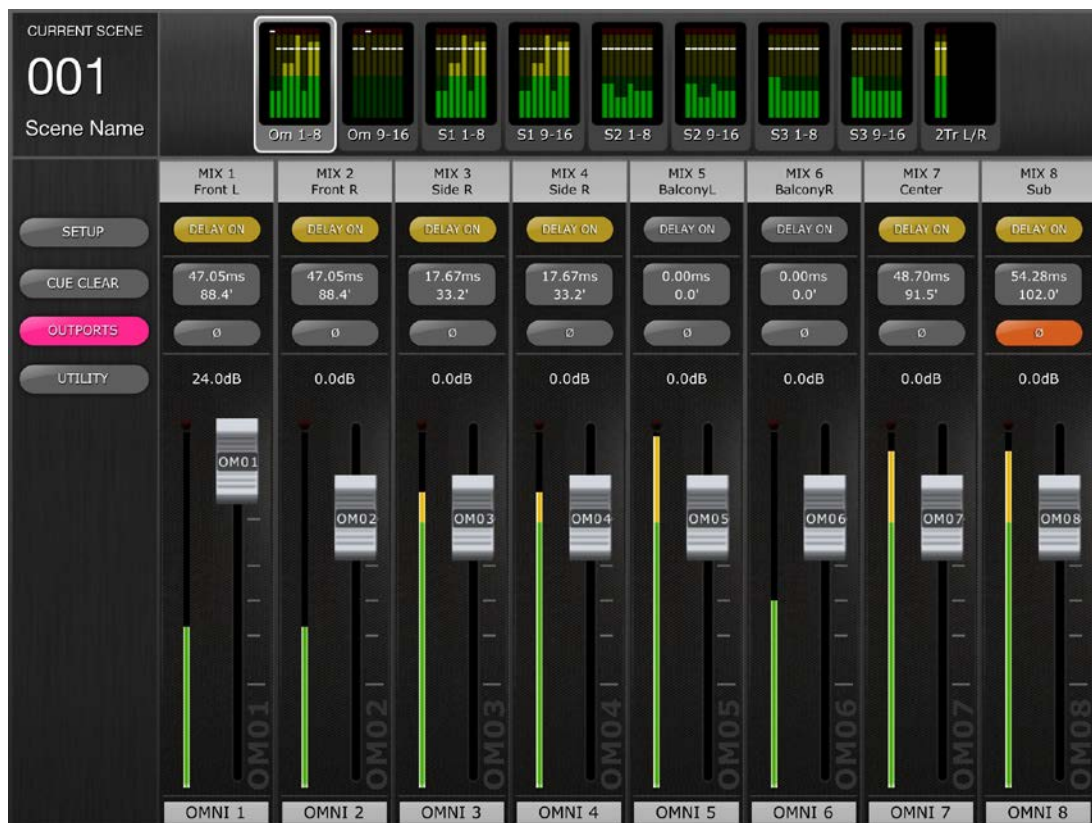 CURRENT SCENE
001
Scene Name
Om 1-8 Om 9-16 S1 1-8 S1 9-16 S2 1-8 S2 9-16 S3 1-8 S3 9-16 2Tr L/R
MIX 1 MIX 2 MIX 3 MIX 4 MIX 5 MIX 6 MIX 7 MIX 8
Front L Front R Side R Side R BalconyL BalconyR Center Sub
SETUP DELAY ON DELAY ON DELAY ON DELAY ON DELAY ON DELAY ON DELAY ON DELAY ON
47.05ms 47.05ms 17.67ms 17.67ms 0.00ms 0.00ms 48.70ms 54.28ms
CUE CLEAR 88.4' 88.4' 33.2' 33.2' 0.0' 0.0' 91.5' 102.0'
OUTPORTS Ø Ø Ø Ø Ø Ø Ø Ø
UTILITY 24.0dB 0.0dB 0.0dB 0.0dB 0.0dB 0.0dB 0.0dB 0.0dB
OM01 OM02 OM03 OM04 OM05 OM06 OM07 OM08
OM01 OM02 OM03 OM04 OM05 OM06 OM07 OM08
OMNI 1 OMNI 2 OMNI 3 OMNI 4 OMNI 5 OMNI 6 OMNI 7 OMNI 8